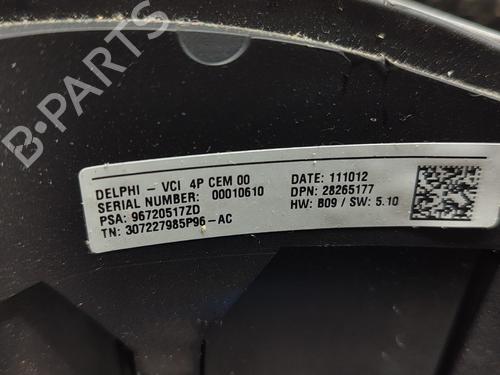 B-PARTS
DELPHI - VCI 4P CEM 00
SERIAL NUMBER: 00010610
PSA: 96720517ZD
TN: 307227985P96-AC
DATE: 111012
DPN: 28265177
HW: B09 / SW: 5.10